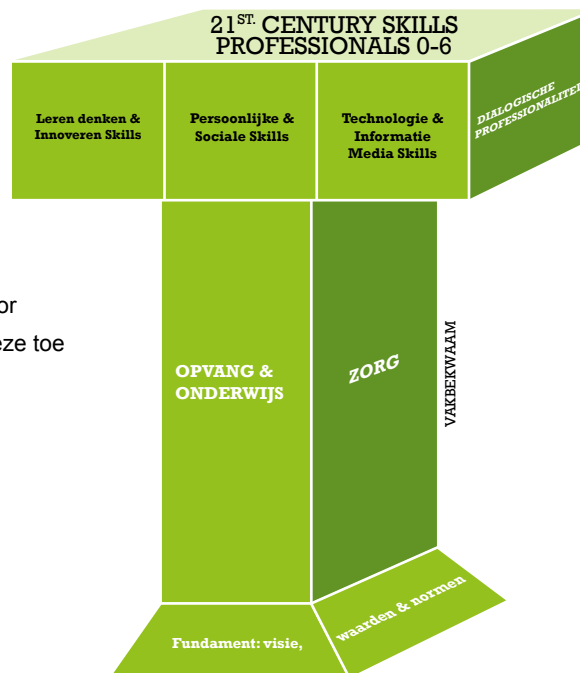 21ST. CENTURY SKILLS
PROFESSIONALS 0-6
Leren denken &
Innoveren Skills
Persoonlijke &
Sociale Skills
Technologie &
Informatie
Media Skills
DIALOGISCHE
PROFESSIONALITEI
or
eze toe
OPVANG &
ONDERWIJS
ZORG
VAKBEKWAAM
Fundament: visie,
waarden & normen